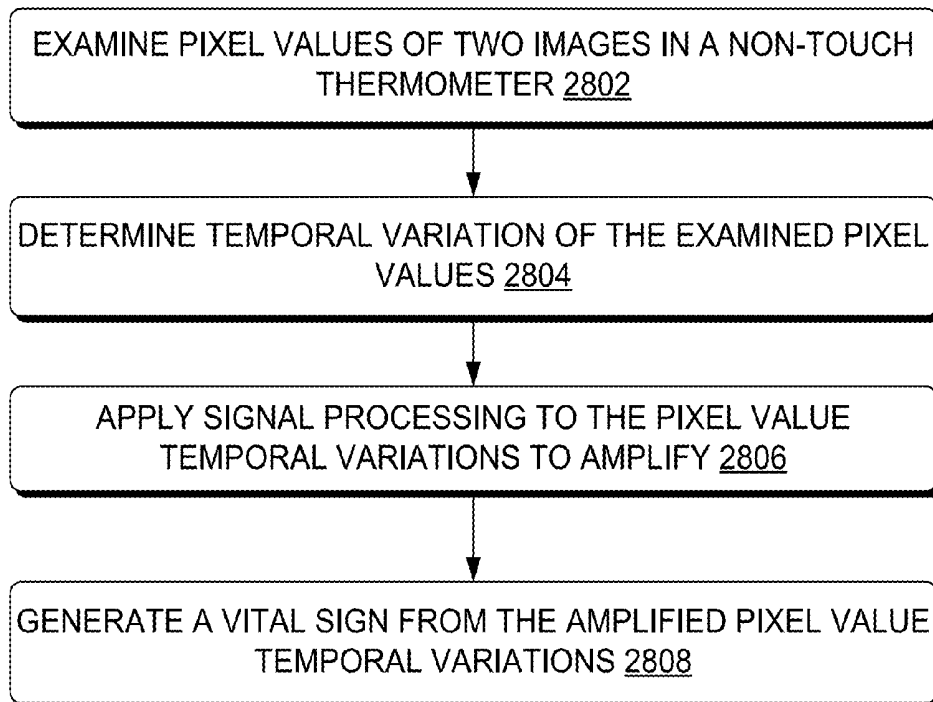 EXAMINE PIXEL VALUES OF TWO IMAGES IN A NON-TOUCH
THERMOMETER 2802
DETERMINE TEMPORAL VARIATION OF THE EXAMINED PIXEL
VALUES 2804
APPLY SIGNAL PROCESSING TO THE PIXEL VALUE
TEMPORAL VARIATIONS TO AMPLIFY 2806
GENERATE A VITAL SIGN FROM THE AMPLIFIED PIXEL VALUE
TEMPORAL VARIATIONS 2808